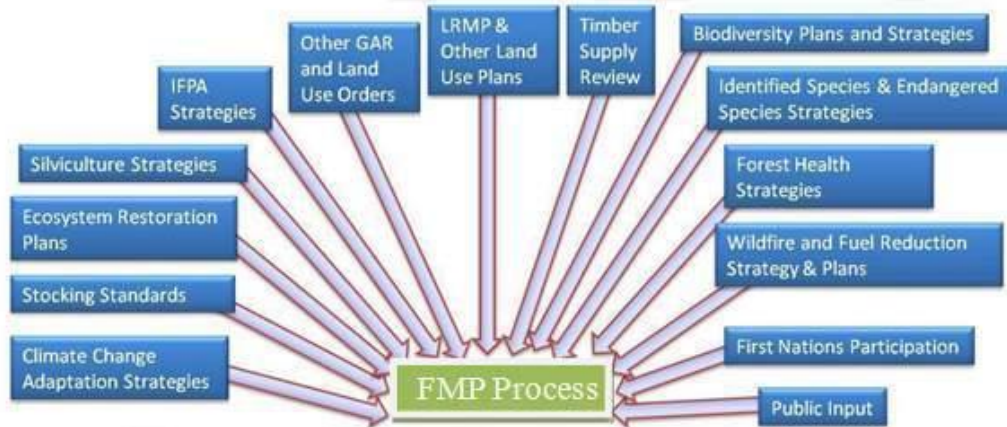 Other GAR
and Land
Use Orders
LRMP &
Other Land
Use Plans
Timber
Supply
Review
Biodiversity Plans and Strategies
IFPA
Strategies
Identified Species & Endangered
Species Strategies
Silviculture Strategies
Forest Health
Strategies
Ecosystem Restoration
Plans
Wildfire and Fuel Reduction
Strategy & Plans
Stocking Standards
First Nations Participation
Climate Change
Adaptation Strategies
FMP Process
Public Input